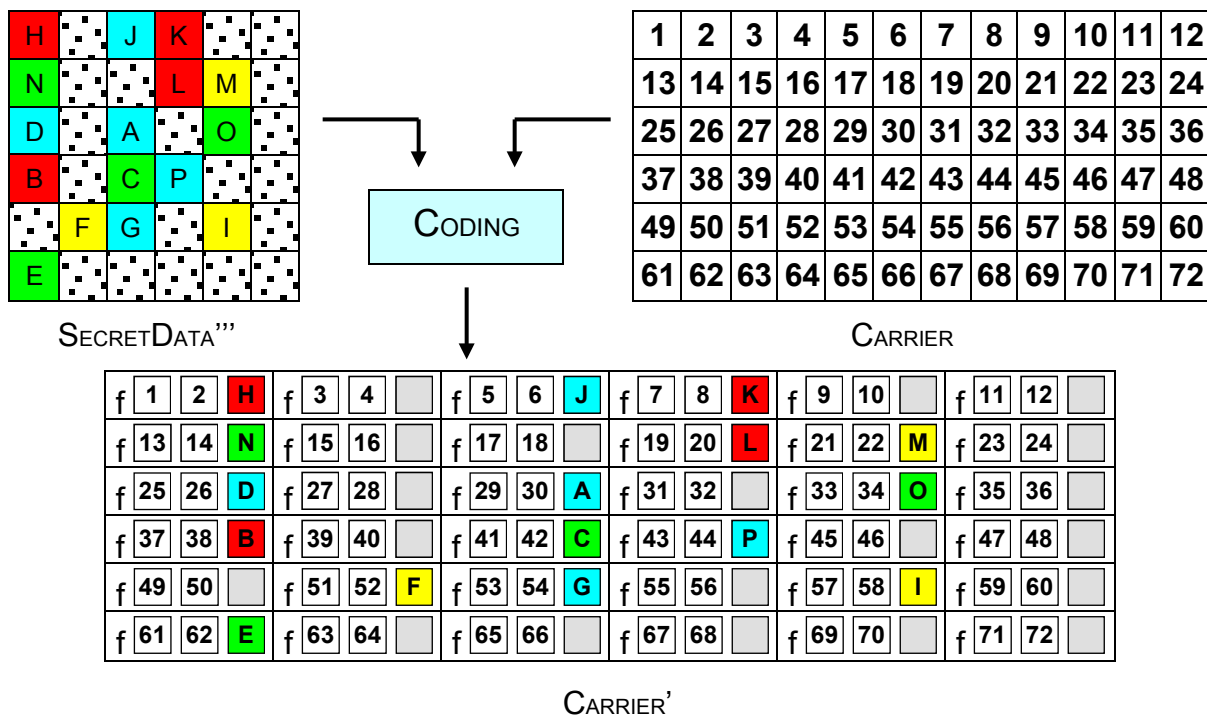 H J K
N L M
D A O
B C P
F G I
E
SECRETDATA'''
CODING
1 2 3 4 5 6 7 8 9 10 11 12
13 14 15 16 17 18 19 20 21 22 23 24
25 26 27 28 29 30 31 32 33 34 35 36
37 38 39 40 41 42 43 44 45 46 47 48
49 50 51 52 53 54 55 56 57 58 59 60
61 62 63 64 65 66 67 68 69 70 71 72
CARRIER
f 1 2 H f 3 4 f 5 6 J f 7 8 K f 9 10 f 11 12
f 13 14 N f 15 16 f 17 18 f 19 20 L f 21 22 M f 23 24
f 25 26 D f 27 28 f 29 30 A f 31 32 f 33 34 O f 35 36
f 37 38 B f 39 40 f 41 42 C f 43 44 P f 45 46 f 47 48
f 49 50 f 51 52 F f 53 54 G f 55 56 f 57 58 I f 59 60
f 61 62 E f 63 64 f 65 66 f 67 68 f 69 70 f 71 72
CARRIER'